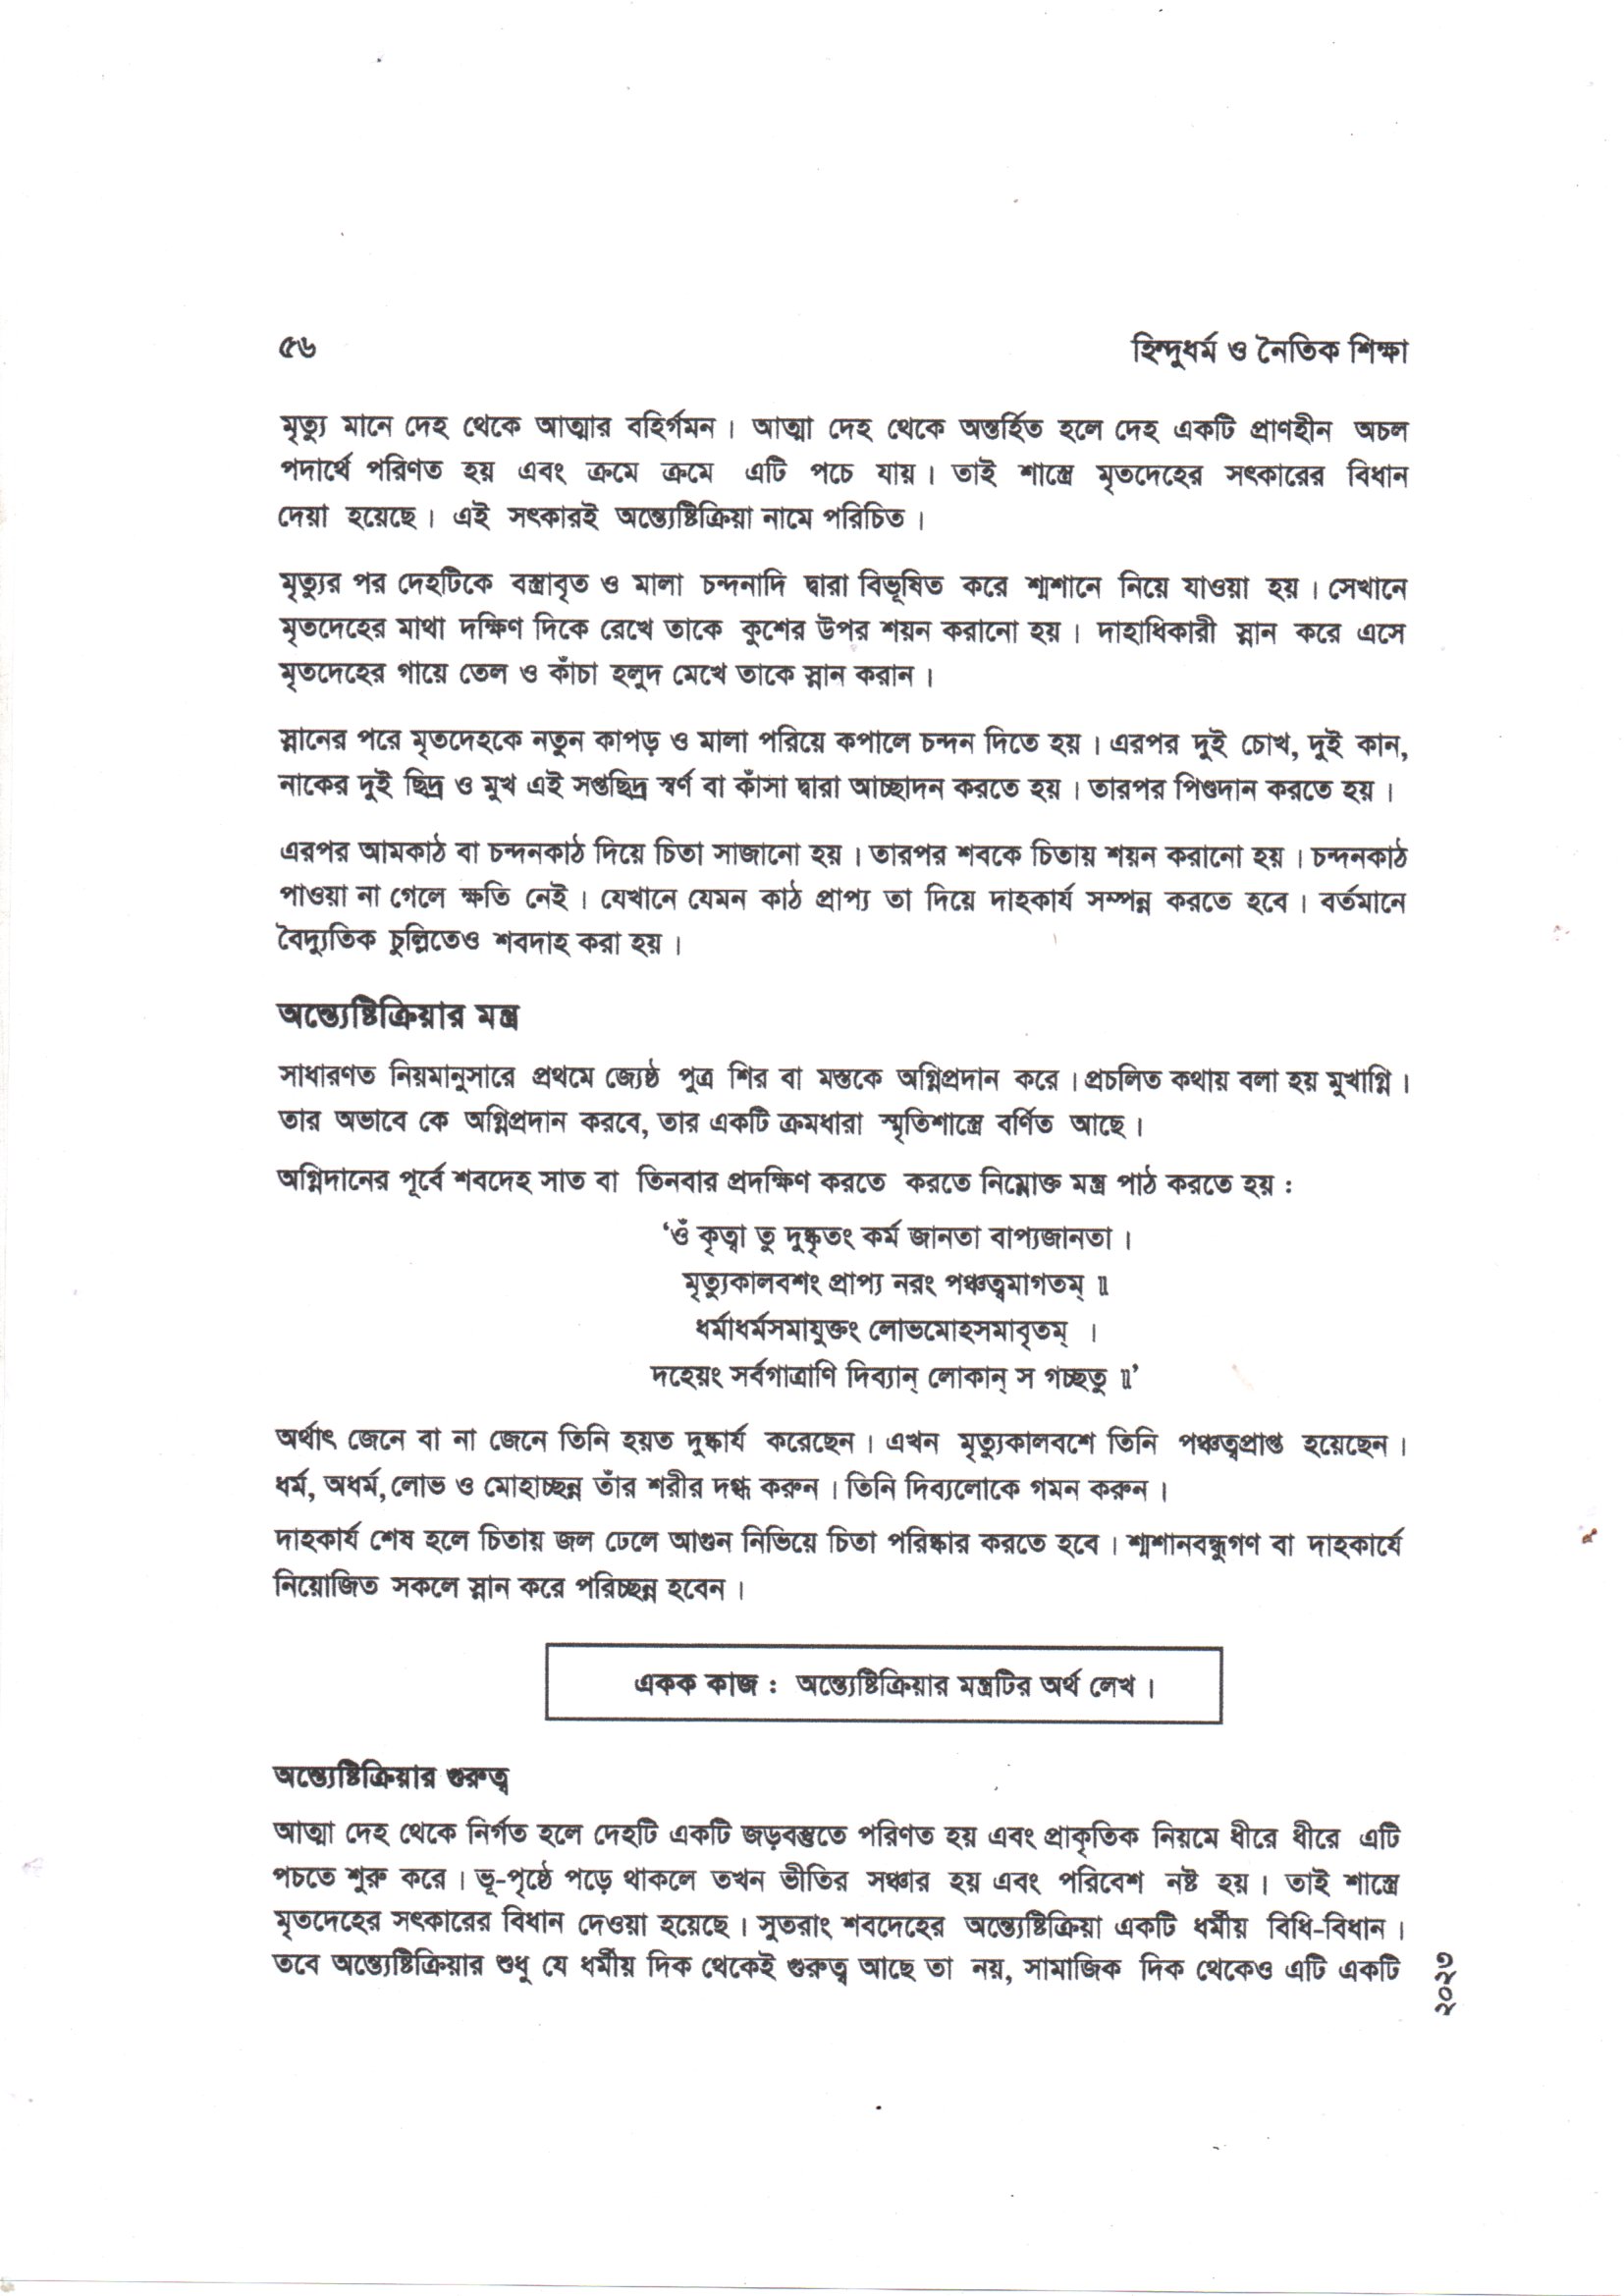 ৫৬
হিন্দুধর্ম ও নৈতিক শিক্ষা
মৃত্যু মানে দেহ থেকে আত্মার বহির্গমন। আত্মা দেহ থেকে অন্তর্হিত হলে দেহ একটি প্রাণহীন অচল
পদার্থে পরিণত হয় এবং ক্রমে ক্রমে এটি পচে যায়। তাই শাস্ত্রে মৃতদেহের সৎকারের বিধান
দেয়া হয়েছে। এই সৎকারই অন্ত্যেষ্টিক্রিয়া নামে পরিচিত।
মৃত্যুর পর দেহটিকে বস্ত্রাবৃত ও মালা চন্দনাদি দ্বারা বিভূষিত করে শ্মশানে নিয়ে যাওয়া হয়। সেখানে
মৃতদেহের মাথা দক্ষিণ দিকে রেখে তাকে কুশের উপর শয়ন করানো হয়। দাহাধিকারী স্নান করে এসে
মৃতদেহের গায়ে তেল ও কাঁচা হলুদ মেখে তাকে স্নান করান।
স্নানের পরে মৃতদেহকে নতুন কাপড় ও মালা পরিয়ে কপালে চন্দন দিতে হয়। এরপর দুই চোখ, দুই কান,
নাকের দুই ছিদ্র ও মুখ এই সপ্তছিদ্র স্বর্ণ বা কাঁসা দ্বারা আচ্ছাদন করতে হয়। তারপর পিণ্ডদান করতে হয়।
এরপর আমকাঠ বা চন্দনকাঠ দিয়ে চিতা সাজানো হয়। তারপর শবকে চিতায় শয়ন করানো হয়। চন্দনকাঠ
পাওয়া না গেলে ক্ষতি নেই। যেখানে যেমন কাঠ প্রাপ্য তা দিয়ে দাহকার্য সম্পন্ন করতে হবে। বর্তমানে
বৈদ্যুতিক চুল্লিতেও শবদাহ করা হয়।
অন্ত্যেষ্টিক্রিয়ার মন্ত্র
সাধারণত নিয়মানুসারে প্রথমে জ্যেষ্ঠ পুত্র শির বা মস্তকে অগ্নিপ্রদান করে। প্রচলিত কথায় বলা হয় মুখাগ্নি।
তার অভাবে কে অগ্নিপ্রদান করবে, তার একটি ক্রমধারা স্মৃতিশাস্ত্রে বর্ণিত আছে।
অগ্নিদানের পূর্বে শবদেহ সাত বা তিনবার প্রদক্ষিণ করতে করতে নিম্নোক্ত মন্ত্র পাঠ করতে হয় :
‘ওঁ কৃত্বা তু দুষ্কৃতং কর্ম জানতা বাপ্যজানতা।
মৃত্যুকালবশং প্রাপ্য নরং পঞ্চত্বমাগতম্॥
ধর্মাধর্মসমাযুক্তং লোভমোহসমাবৃতম্ ।
দহেয়ং সর্বগাত্রাণি দিব্যান্ লোকান্ স গচ্ছতু॥’
অর্থাৎ জেনে বা না জেনে তিনি হয়ত দুষ্কার্য করেছেন। এখন মৃত্যুকালবশে তিনি পঞ্চত্বপ্রাপ্ত হয়েছেন।
ধর্ম, অধর্ম, লোভ ও মোহাচ্ছন্ন তাঁর শরীর দগ্ধ করুন। তিনি দিব্যলোকে গমন করুন।
দাহকার্য শেষ হলে চিতায় জল ঢেলে আগুন নিভিয়ে চিতা পরিষ্কার করতে হবে। শ্মশানবন্ধুগণ বা দাহকার্যে
নিয়োজিত সকলে স্নান করে পরিচ্ছন্ন হবেন।
একক কাজ : অন্ত্যেষ্টিক্রিয়ার মন্ত্রটির অর্থ লেখ।
অন্ত্যেষ্টিক্রিয়ার গুরুত্ব
আত্মা দেহ থেকে নির্গত হলে দেহটি একটি জড়বস্তুতে পরিণত হয় এবং প্রাকৃতিক নিয়মে ধীরে ধীরে এটি
পচতে শুরু করে। ভূ-পৃষ্ঠে পড়ে থাকলে তখন ভীতির সঞ্চার হয় এবং পরিবেশ নষ্ট হয়। তাই শাস্ত্রে
মৃতদেহের সৎকারের বিধান দেওয়া হয়েছে। সুতরাং শবদেহের অন্ত্যেষ্টিক্রিয়া একটি ধর্মীয় বিধি-বিধান।
তবে অন্ত্যেষ্টিক্রিয়ার শুধু যে ধর্মীয় দিক থেকেই গুরুত্ব আছে তা নয়, সামাজিক দিক থেকেও এটি একটি
২০২৩